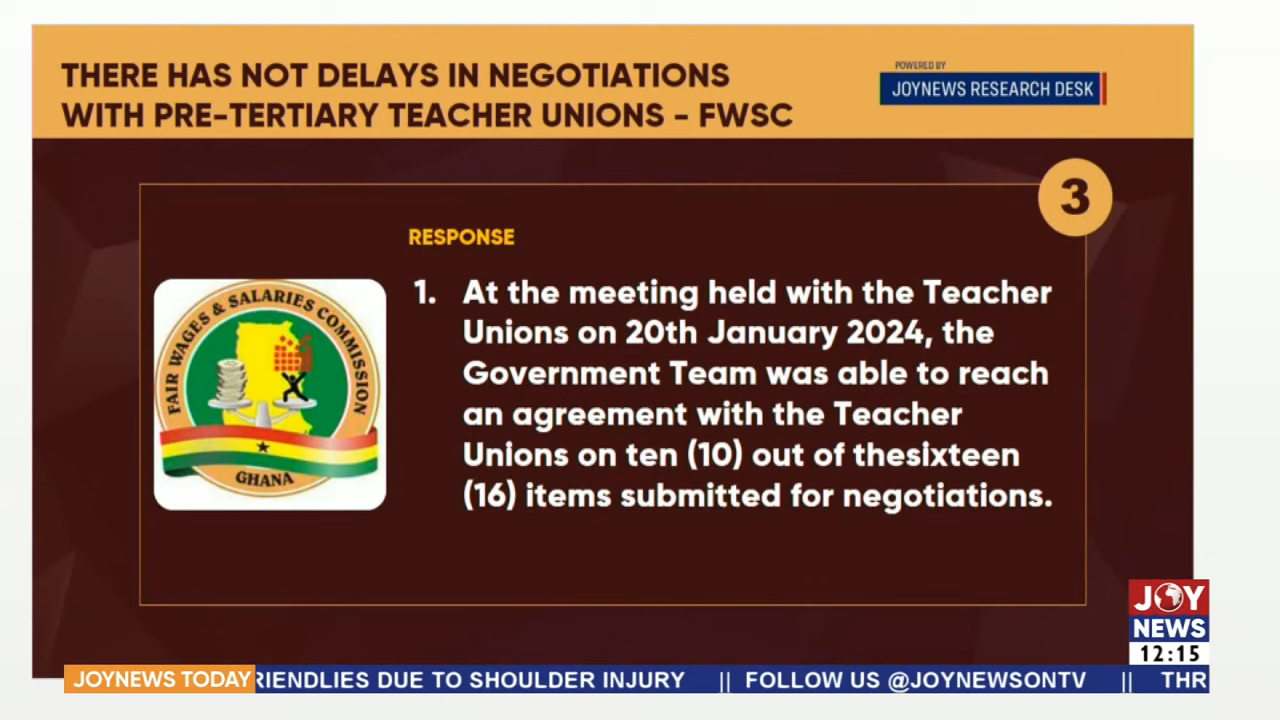 THERE HAS NOT DELAYS IN NEGOTIATIONS
WITH PRE-TERTIARY TEACHER UNIONS - FWSC
POWERED BY
JOYNEWS RESEARCH DESK
3
RESPONSE
1. At the meeting held with the Teacher
Unions on 20th January 2024, the
Government Team was able to reach
an agreement with the Teacher
Unions on ten (10) out of thesixteen
(16) items submitted for negotiations.
FAIR WAGES & SALARIES COMMISSION
GHANA
JOY
NEWS
12:15
JOYNEWS TODAY
RIENDLIES DUE TO SHOULDER INJURY || FOLLOW US @JOYNEWSONTV || THR